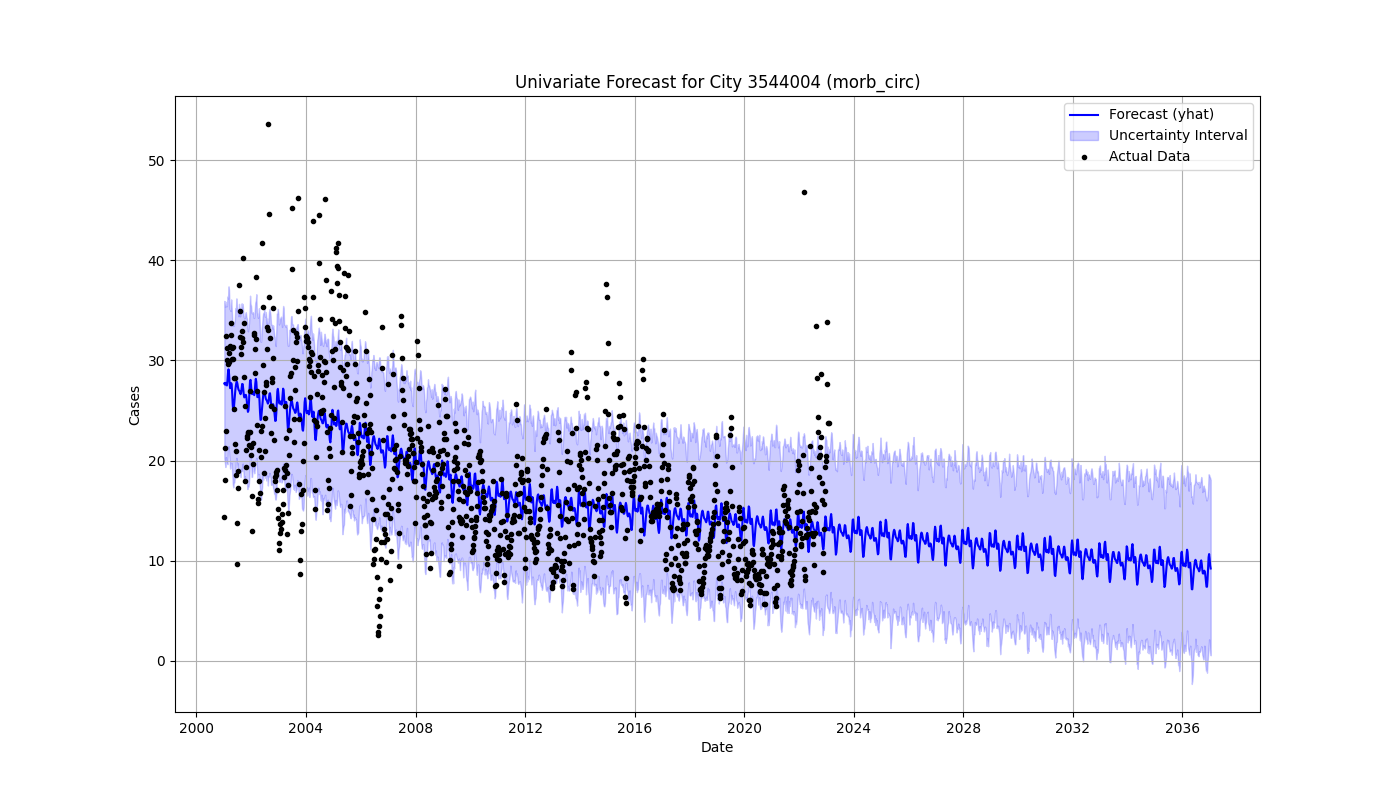 Univariate Forecast for City 3544004 (morb_circ)
Forecast (yhat)
Uncertainty Interval
Actual Data
Cases
50
40
30
20
10
0
2000 2004 2008 2012 2016 2020 2024 2028 2032 2036
Date